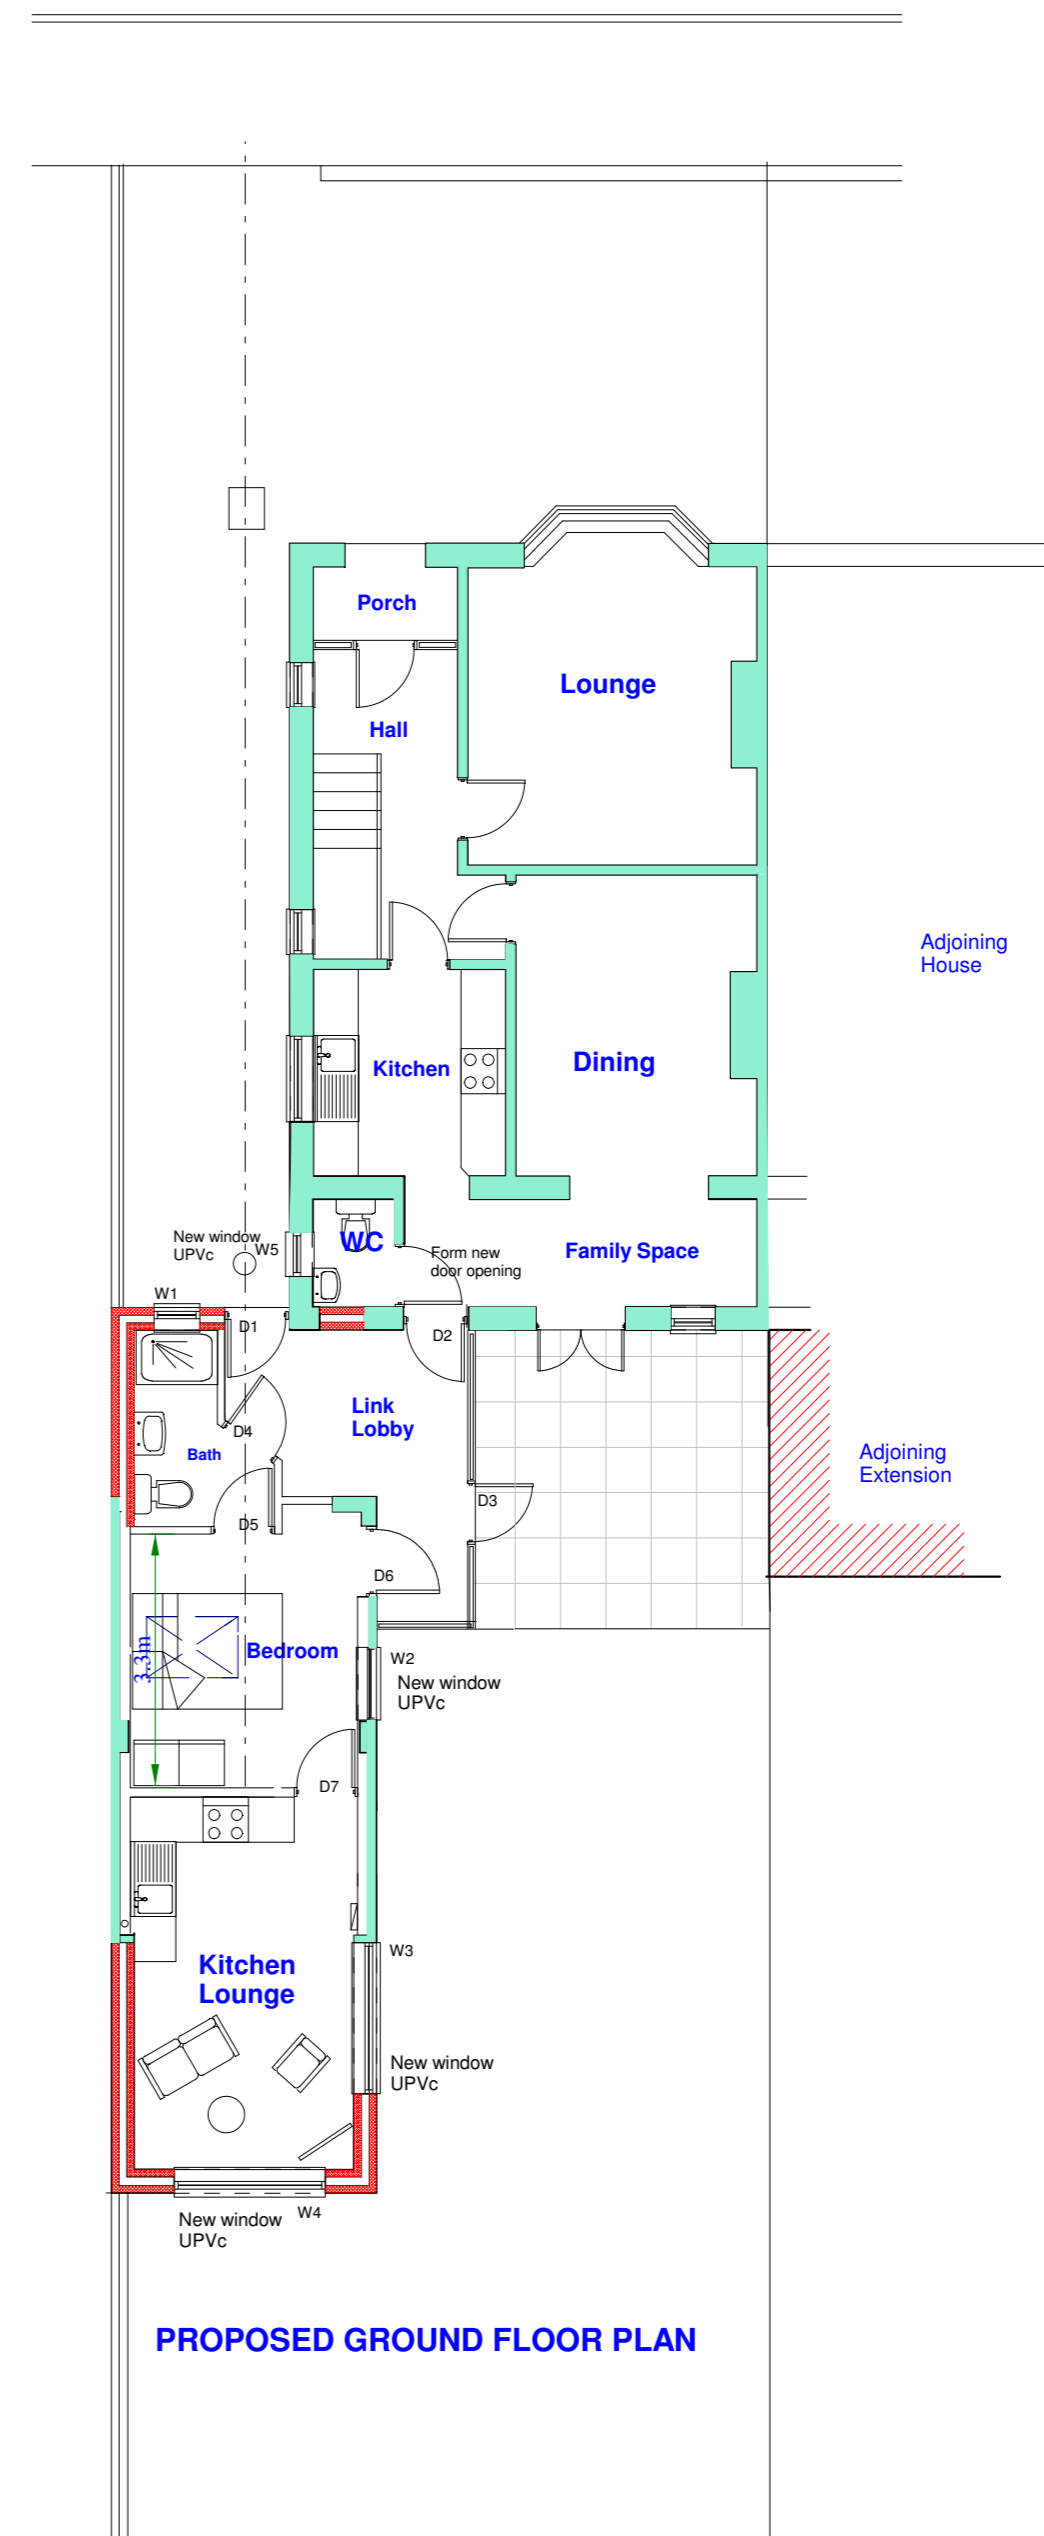 Porch
Lounge
Hall
Adjoining
House
Kitchen
Dining
New window
UPVc
W5
WC
Form new
door opening
Family Space
W1
D1
D2
Link
Lobby
D4
Bath
Adjoining
Extension
D3
D5
D6
3.3m
Bedroom
W2
New window
UPVc
D7
W3
Kitchen
Lounge
New window
UPVc
W4
New window
UPVc
PROPOSED GROUND FLOOR PLAN